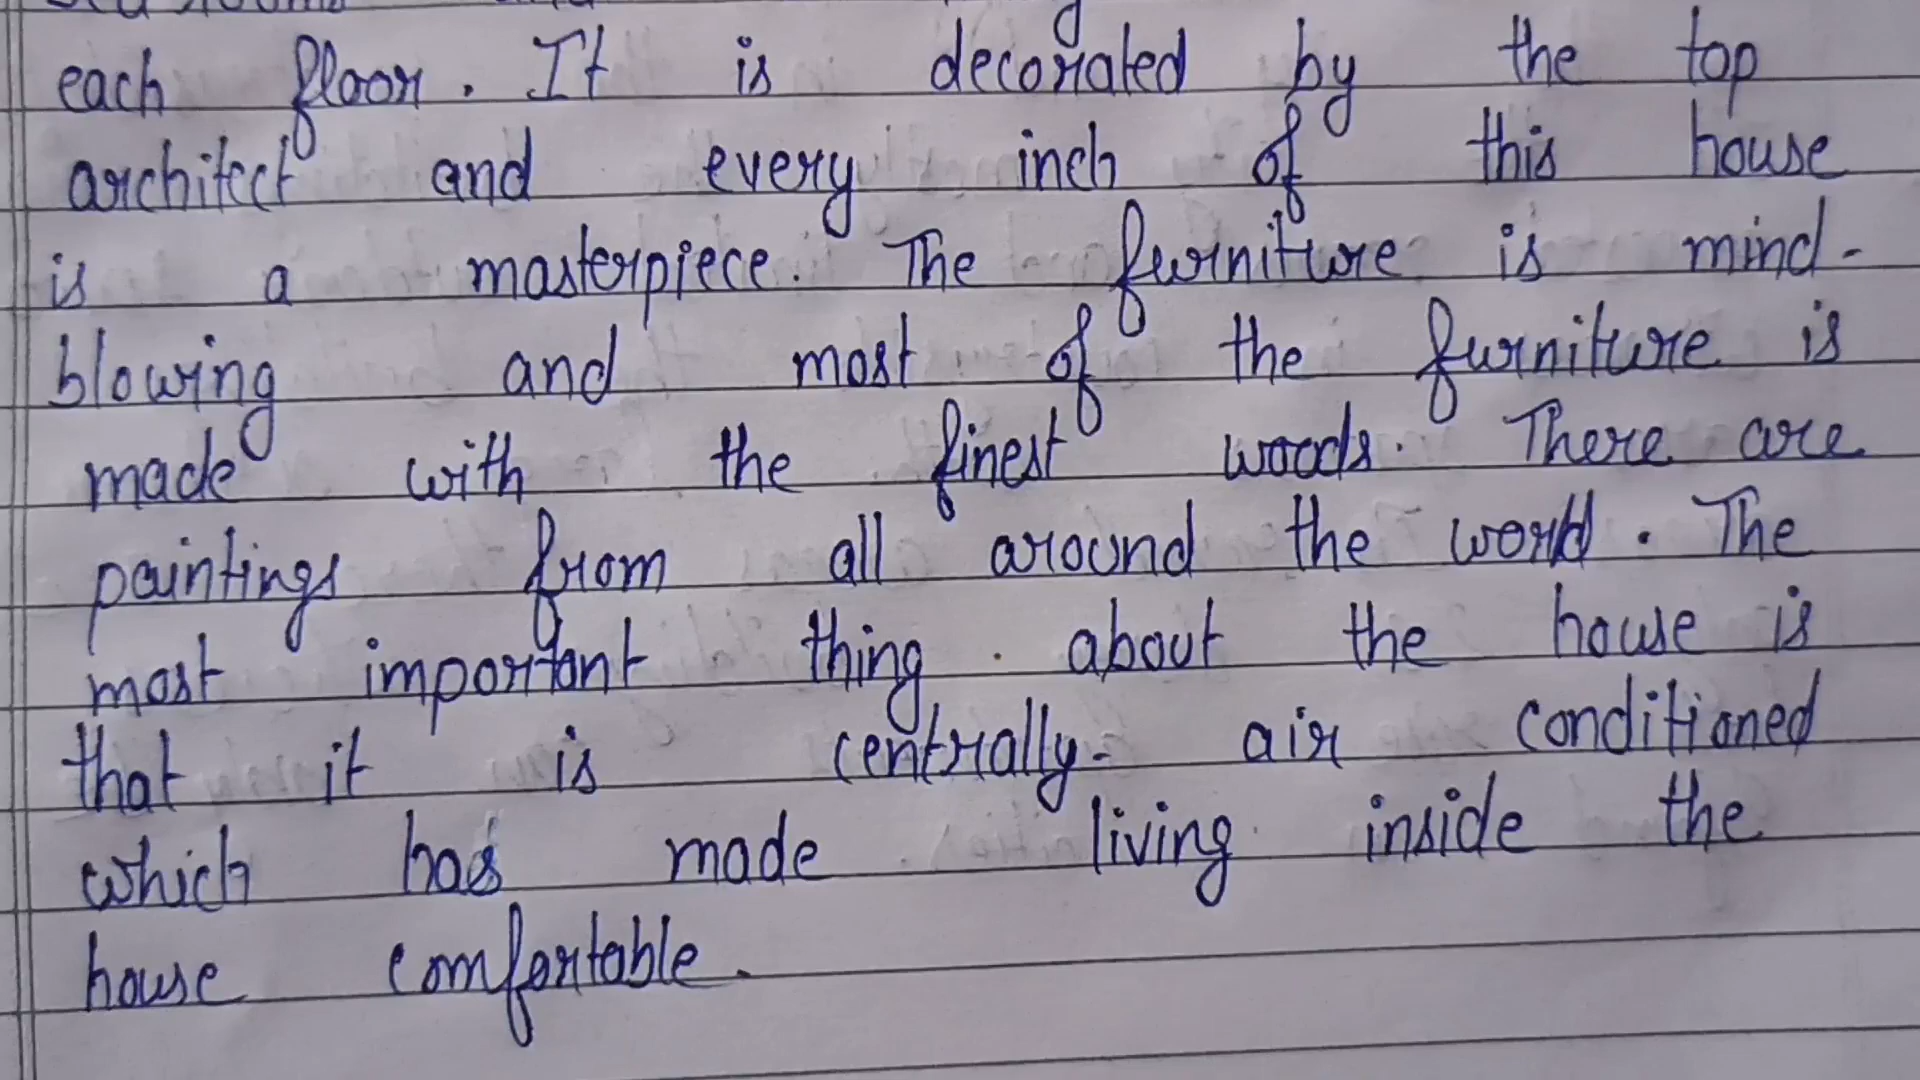 each floor. It is decorated by the top
architect and every inch of this house
is a masterpiece. The furniture is mind-
blowing and most of the furniture is
made with the finest woods. There are
paintings from all around the world. The
most important thing about the house is
that it is centrally- air conditioned
which has made living inside the
house comfortable.